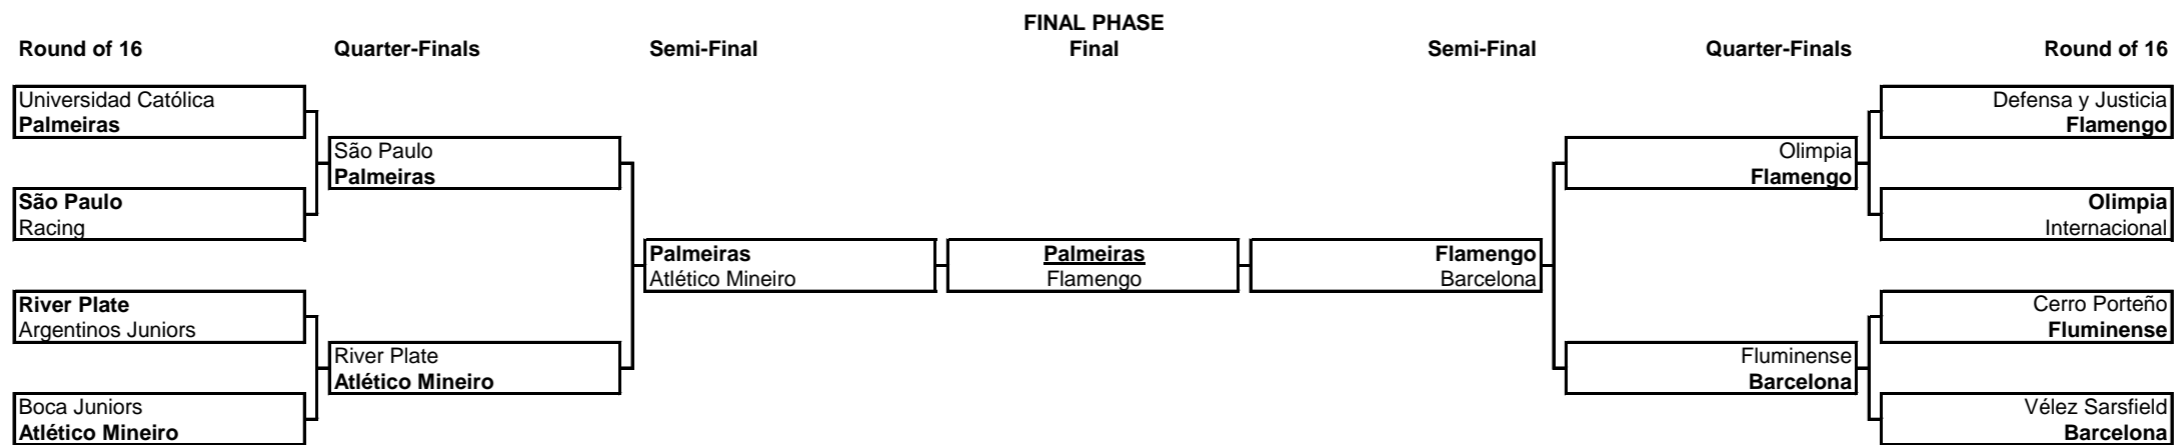 FINAL PHASE
Round of 16 Quarter-Finals Semi-Final Final Semi-Final Quarter-Finals Round of 16
Universidad Católica Defensa y Justicia
Palmeiras Flamengo
São Paulo Olimpia
Palmeiras Flamengo
São Paulo Olimpia
Racing Internacional
Palmeiras Palmeiras Flamengo
Atlético Mineiro Flamengo Barcelona
River Plate Cerro Porteño
Argentinos Juniors Fluminense
River Plate Fluminense
Atlético Mineiro Barcelona
Boca Juniors Vélez Sarsfield
Atlético Mineiro Barcelona